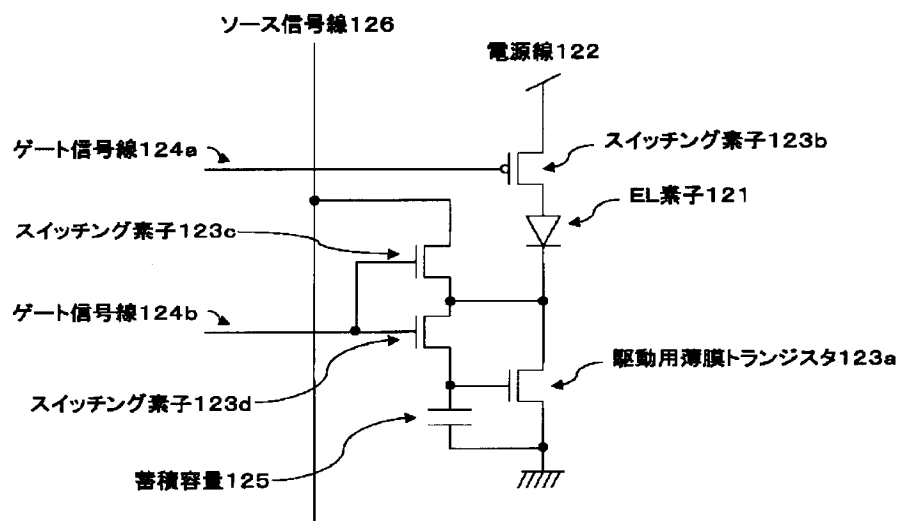 ソース信号線126
電源線122
ゲート信号線124a
スイッチング素子123b
EL素子121
スイッチング素子123c
ゲート信号線124b
駆動用薄膜トランジスタ123a
スイッチング素子123d
蓄積容量125